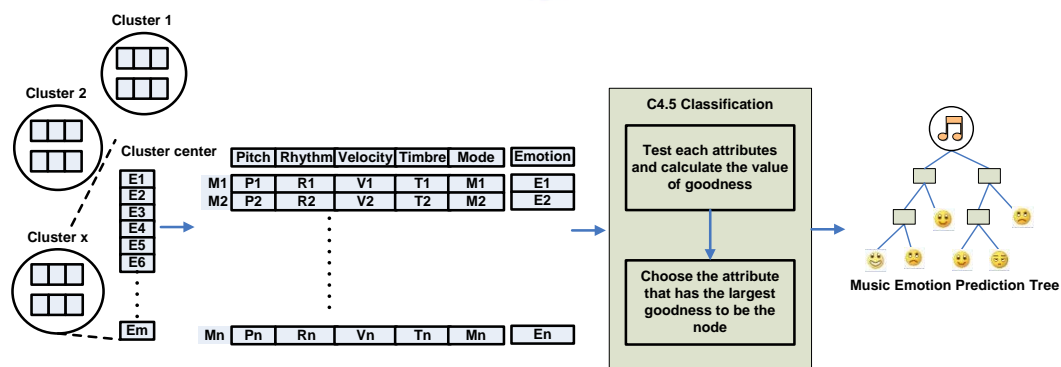 Cluster 1
Cluster 2
Cluster x
Cluster center
E1
E2
E3
E4
E5
E6
Em
Pitch Rhythm Velocity Timbre Mode Emotion
M1 P1 R1 V1 T1 M1 E1
M2 P2 R2 V2 T2 M2 E2
Mn Pn Rn Vn Tn Mn En
C4.5 Classification
Test each attributes
and calculate the value
of goodness
Choose the attribute
that has the largest
goodness to be the
node
Music Emotion Prediction Tree